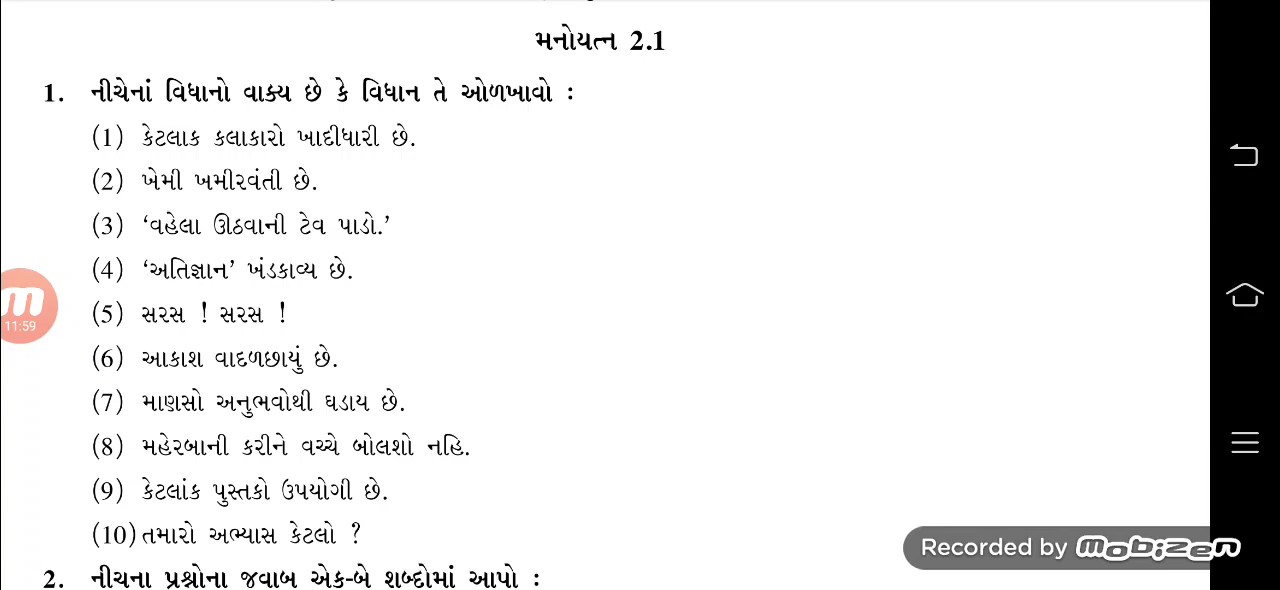 મનોયત્ન 2.1
1. નીચેનાં વિધાનો વાક્ય છે કે વિધાન તે ઓળખાવો :
(1) કેટલાક કલાકારો ખાદીધારી છે.
(2) ખેમી ખમીરવંતી છે.
(3) ‘વહેલા ઊઠવાની ટેવ પાડો.’
(4) ‘અતિજ્ઞાન’ ખંડકાવ્ય છે.
(5) સરસ ! સરસ !
(6) આકાશ વાદળછાયું છે.
(7) માણસો અનુભવોથી ઘડાય છે.
(8) મહેરબાની કરીને વચ્ચે બોલશો નહિ.
(9) કેટલાંક પુસ્તકો ઉપયોગી છે.
(10) તમારો અભ્યાસ કેટલો ?
2. નીચના પ્રશ્નોના જવાબ એક-બે શબ્દોમાં આપો :
m
11:59
Recorded by mobizen